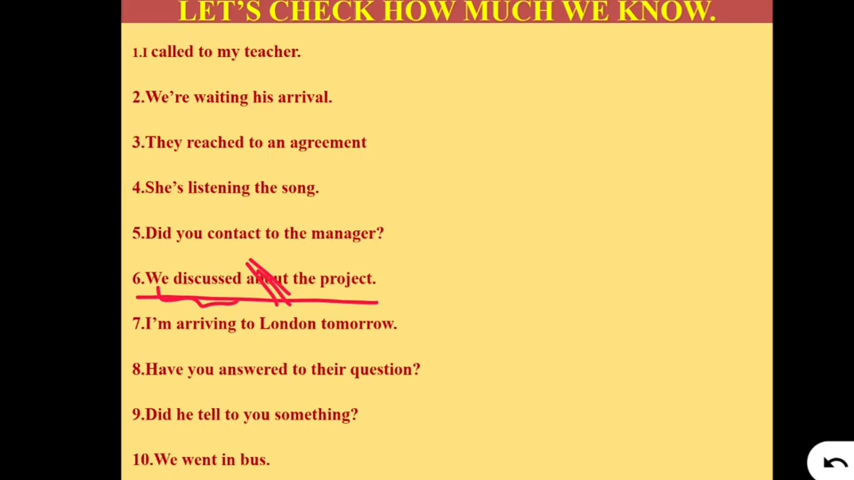 LET'S CHECK HOW MUCH WE KNOW.
1.I called to my teacher.
2.We're waiting his arrival.
3.They reached to an agreement
4.She's listening the song.
5.Did you contact to the manager?
6.We discussed about the project.
7.I'm arriving to London tomorrow.
8.Have you answered to their question?
9.Did he tell to you something?
10.We went in bus.